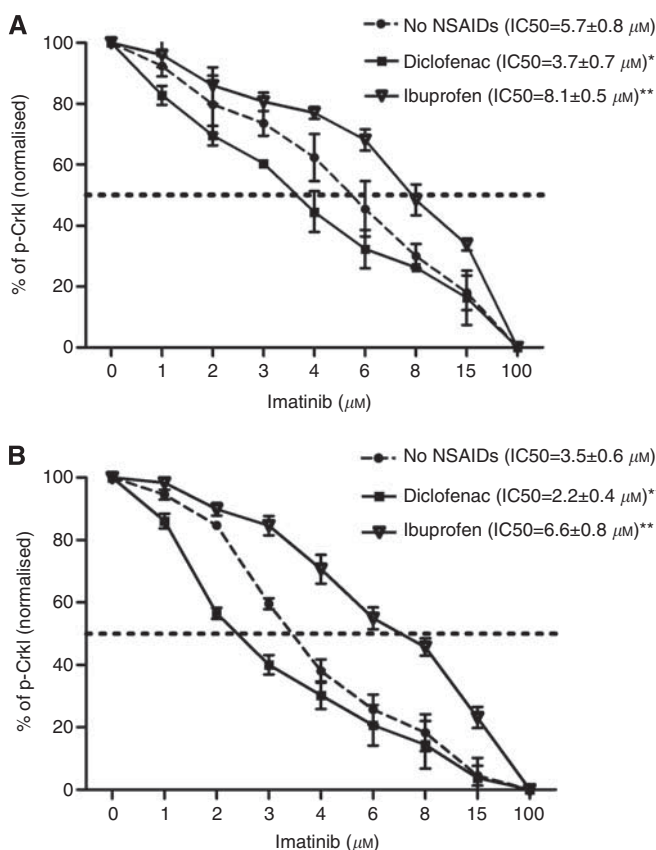 A
No NSAIDs (IC50=5.7±0.8 μM)
Diclofenac (IC50=3.7±0.7 μM)*
Ibuprofen (IC50=8.1±0.5 μM)**
% of p-Crkl (normalised)
100
80
60
40
20
0
0 1 2 3 4 6 8 15 100
Imatinib (μM)
B
No NSAIDs (IC50=3.5±0.6 μM)
Diclofenac (IC50=2.2±0.4 μM)*
Ibuprofen (IC50=6.6±0.8 μM)**
% of p-Crkl (normalised)
100
80
60
40
20
0
0 1 2 3 4 6 8 15 100
Imatinib (μM)